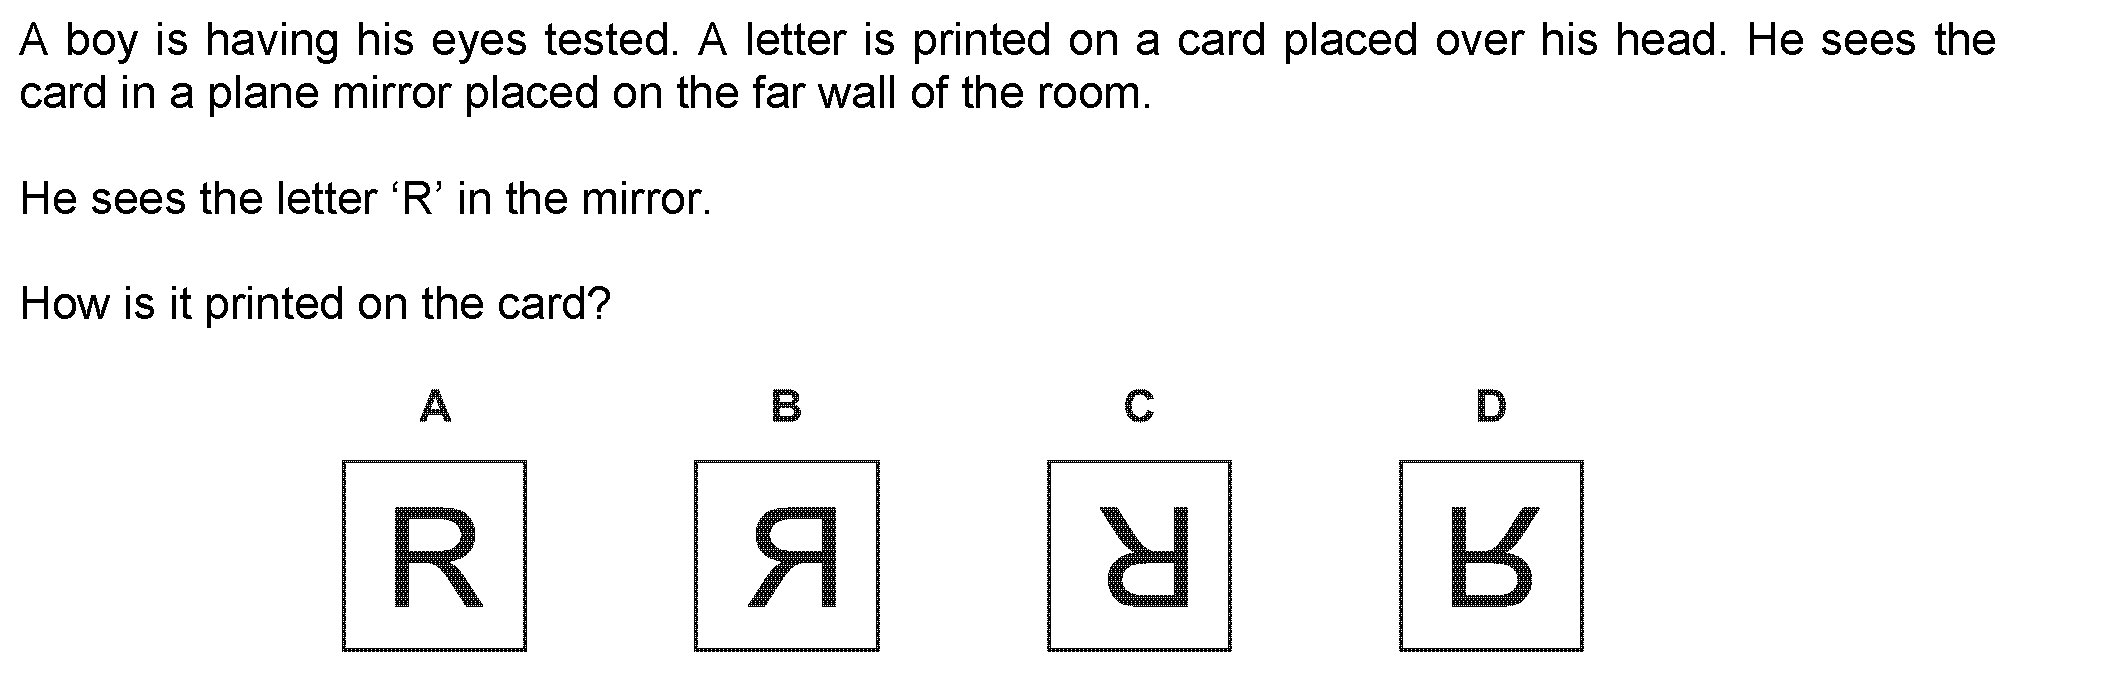 A boy is having his eyes tested. A letter is printed on a card placed over his head. He sees the
card in a plane mirror placed on the far wall of the room.
He sees the letter ‘R’ in the mirror.
How is it printed on the card?
A B C D
R Я ꓤ ꓤ